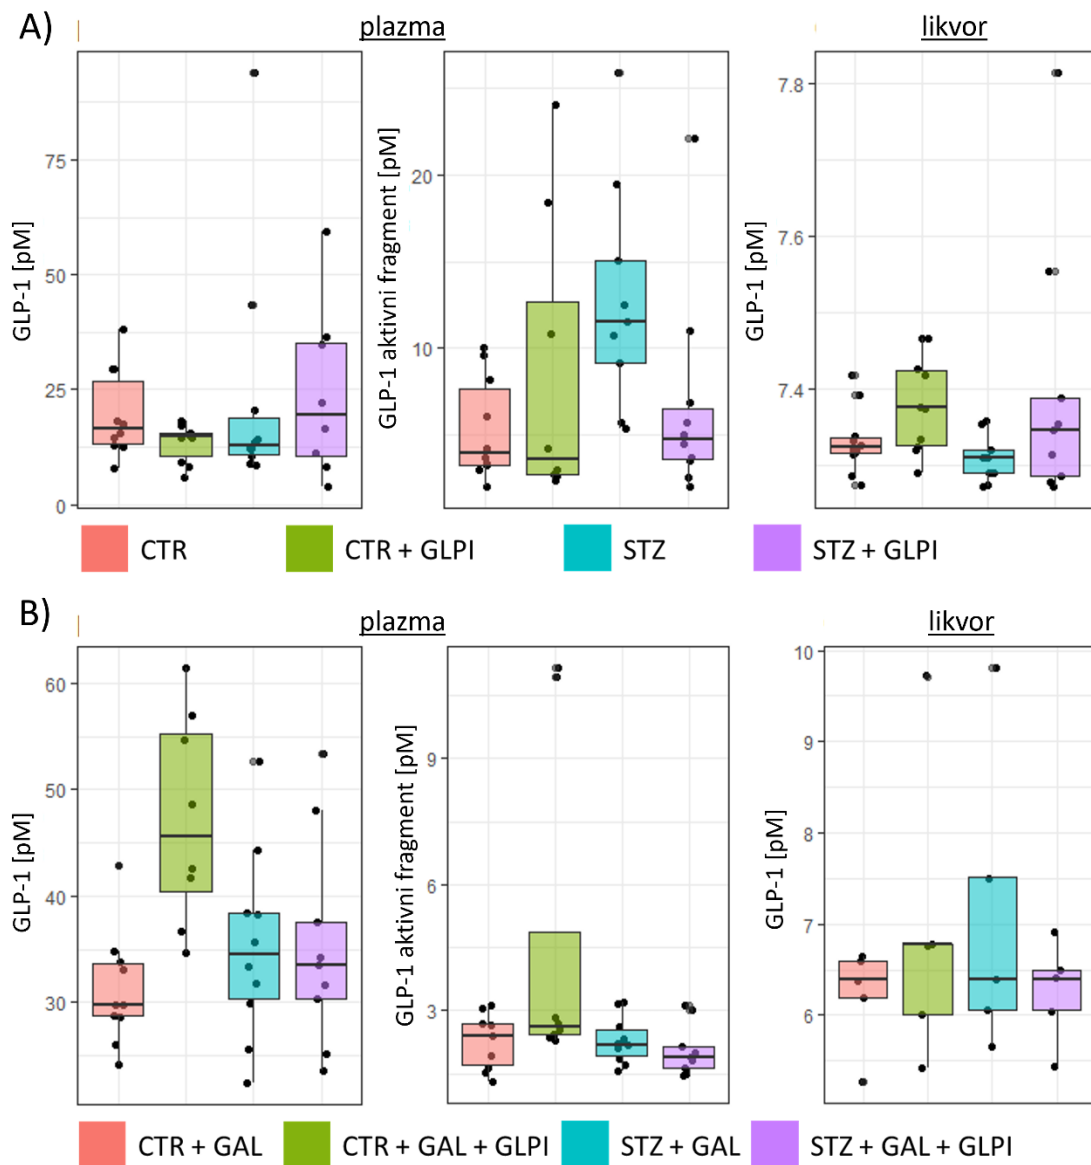 A)
plazma
likvor
GLP-1 [pM]
75
50
25
0
GLP-1 aktivni fragment [pM]
20
10
GLP-1 [pM]
7.8
7.6
7.4
CTR
CTR + GLPI
STZ
STZ + GLPI
B)
plazma
likvor
GLP-1 [pM]
60
50
40
30
GLP-1 aktivni fragment [pM]
9
6
3
GLP-1 [pM]
10
9
8
7
6
CTR + GAL
CTR + GAL + GLPI
STZ + GAL
STZ + GAL + GLPI